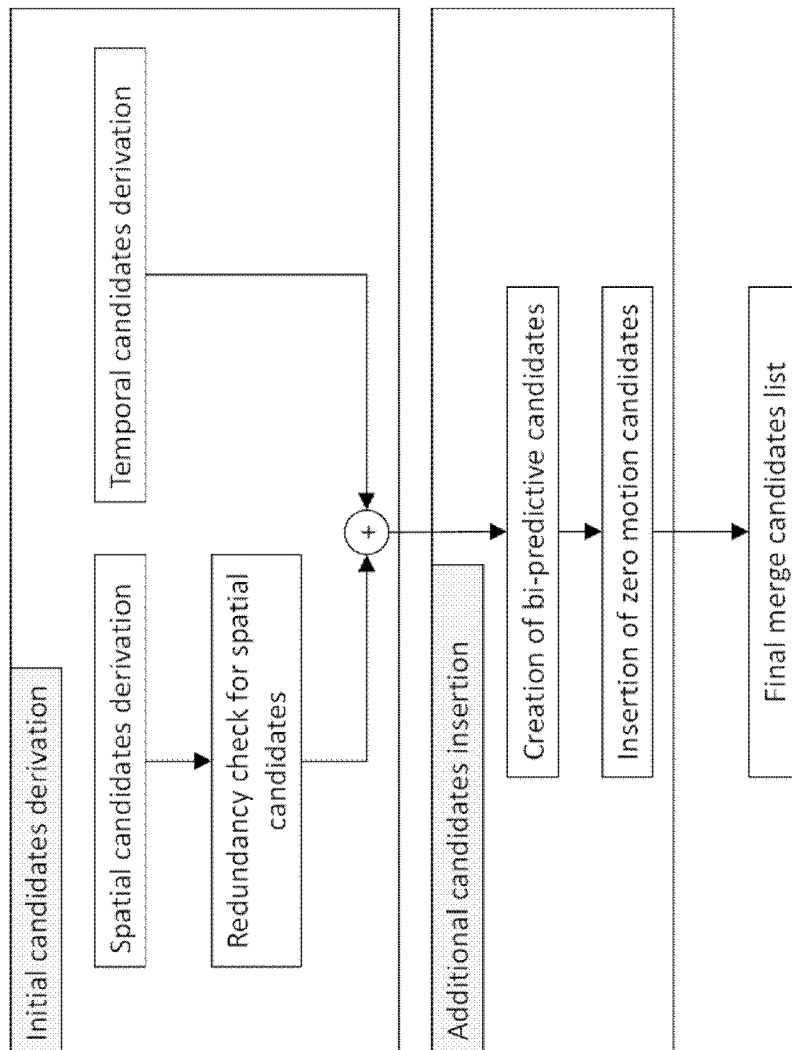 Initial candidates derivation
Spatial candidates derivation
Temporal candidates derivation
Redundancy check for spatial
candidates
+
Additional candidates insertion
Creation of bi-predictive candidates
Insertion of zero motion candidates
Final merge candidates list